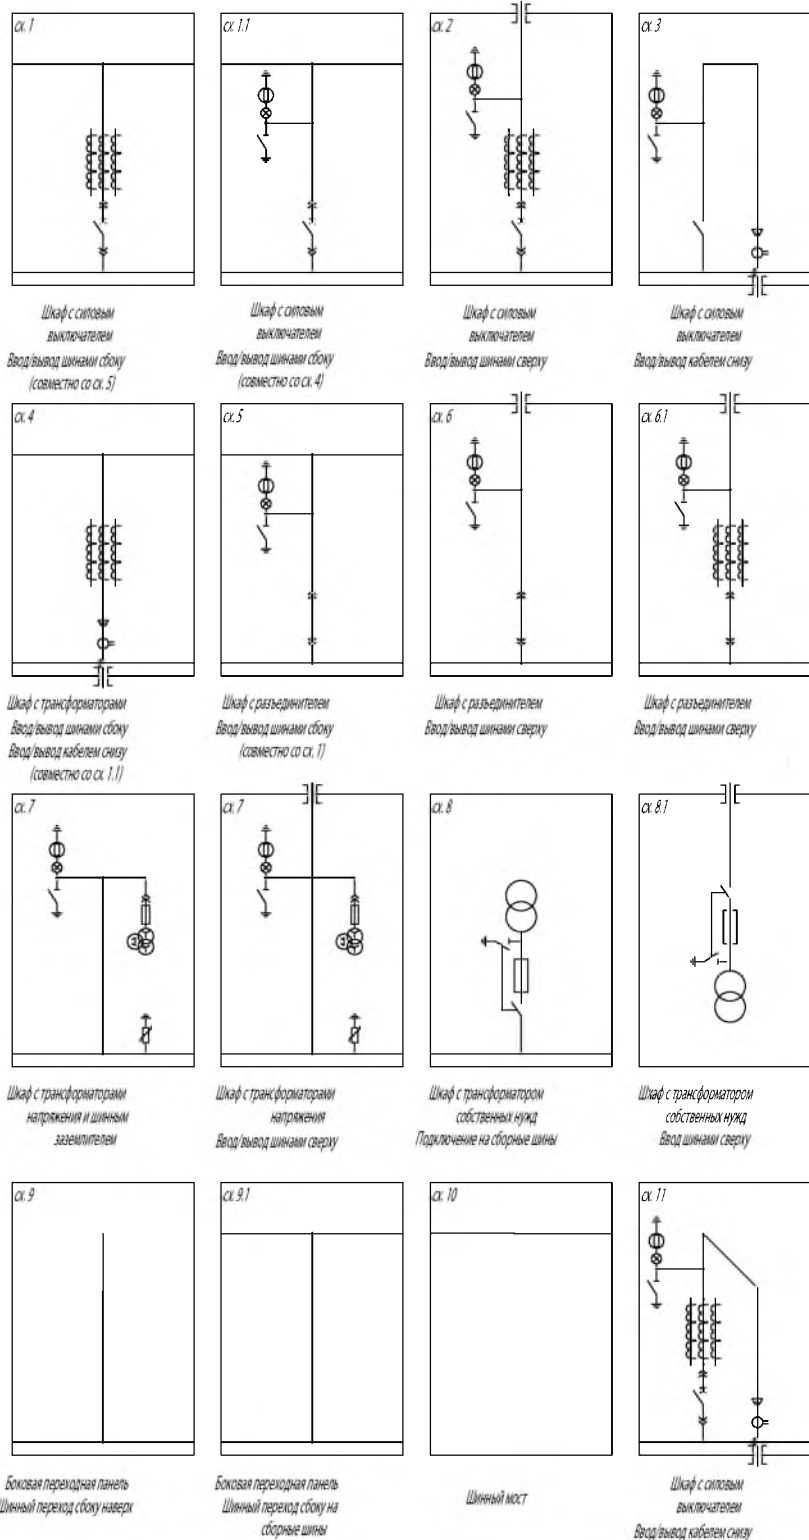 сх. 1
сх. 1.1
сх. 2
сх. 3
Шкаф с силовым
выключателем
Ввод/вывод шинами сбоку
(совместно со сх. 5)
Шкаф с силовым
выключателем
Ввод/вывод шинами сбоку
(совместно со сх. 4)
Шкаф с силовым
выключателем
Ввод/вывод шинами сверху
Шкаф с силовым
выключателем
Ввод/вывод кабелем снизу
сх. 4
сх. 5
сх. 6
сх. 6.1
Шкаф с трансформаторами
Ввод/вывод шинами сбоку
Ввод/вывод кабелем снизу
(совместно со сх. 1.1)
Шкаф с разъединителем
Ввод/вывод шинами сбоку
(совместно со сх. 1)
Шкаф с разъединителем
Ввод/вывод шинами сверху
Шкаф с разъединителем
Ввод/вывод шинами сверху
сх. 7
сх. 7
сх. 8
сх. 8.1
Шкаф с трансформаторами
напряжения и шинным
заземлителем
Шкаф с трансформаторами
напряжения
Ввод/вывод шинами сверху
Шкаф с трансформатором
собственных нужд
Подключение на сборные шины
Шкаф с трансформатором
собственных нужд
Ввод шинами сверху
сх. 9
сх. 9.1
сх. 10
сх. 11
Боковая переходная панель
Шинный переход сбоку наверх
Боковая переходная панель
Шинный переход сбоку на
сборные шины
Шинный мост
Шкаф с силовым
выключателем
Ввод/вывод кабелем снизу